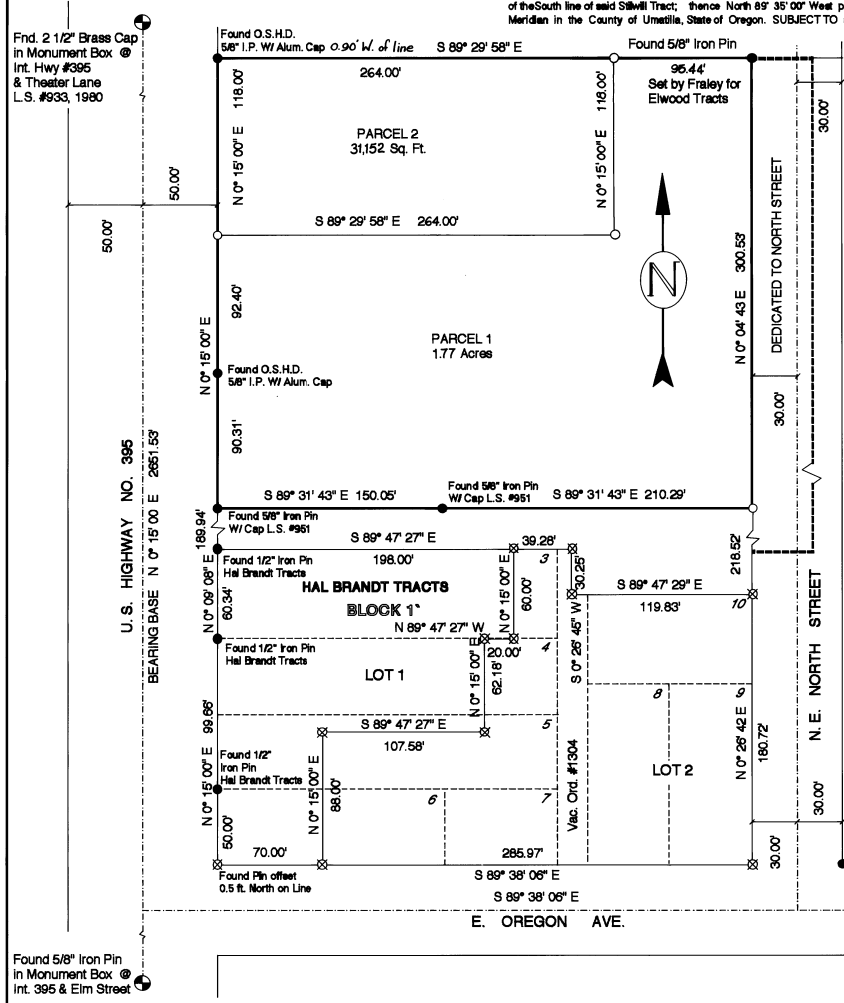 of the South line of said Stilwill Tract; thence North 89° 35' 00" West p
Meridian in the County of Umatilla, State of Oregon. SUBJECT TO
Fnd. 2 1/2" Brass Cap
in Monument Box @
Int. Hwy #395
& Theater Lane
L.S. #933, 1980
Found O.S.H.D.
5/8" I.P. W/ Alum. Cap 0.90' W. of line
S 89° 29' 58" E
Found 5/8" Iron Pin
264.00'
95.44'
Set by Fraley for
Elwood Tracts
118.00'
N 0° 15' 00" E
118.00'
N 0° 15' 00" E
PARCEL 2
31,152 Sq. Ft.
30.00'
50.00'
50.00'
S 89° 29' 58" E 264.00'
DEDICATED TO NORTH STREET
N
N 0° 04' 43 E 300.53'
92.40'
N 0° 15' 00" E
PARCEL 1
1.77 Acres
Found O.S.H.D.
5/8" I.P. W/ Alum. Cap
90.31'
30.00'
U.S. HIGHWAY NO. 395
BEARING BASE N 0° 15' 00 E 2651.53'
S 89° 31' 43" E 150.05'
Found 5/8" Iron Pin
W/ Cap L.S. #951
S 89° 31' 43" E 210.29'
Found 5/8" Iron Pin
W/ Cap L.S. #951
189.94'
S 89° 47' 27" E
198.00'
39.28'
3
218.52'
Found 1/2" Iron Pin
Hal Brandt Tracts
HAL BRANDT TRACTS
BLOCK 1
N 0° 09' 08" E
60.34'
N 0° 15' 00" E
60.00'
30.25'
S 89° 47' 29" E
119.83'
10
N 89° 47' 27" W
20.00'
4
S 0° 26' 45" W
Found 1/2" Iron Pin
Hal Brandt Tracts
LOT 1
N 0° 15' 00" E
62.18'
8
9
99.66'
S 89° 47' 27" E
107.58'
5
N 0° 26' 42 E
180.72'
N.E. NORTH STREET
Found 1/2"
Iron Pin
Hal Brandt Tracts
N 0° 15' 00" E
N 0° 15' 00" E
88.00'
6
7
Vac. Ord. #1304
LOT 2
30.00'
50.00'
70.00'
285.97'
30.00'
S 89° 38' 06" E
Found Pin offset
0.5 ft. North on Line
S 89° 38' 06" E
E. OREGON AVE.
Found 5/8" Iron Pin
in Monument Box @
Int. 395 & Elm Street